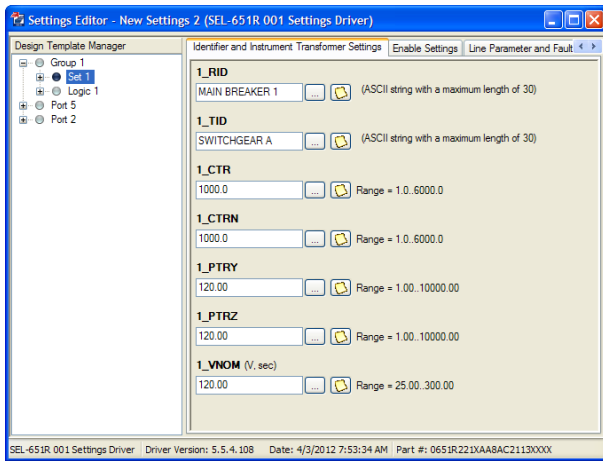 Settings Editor - New Settings 2 (SEL-651R 001 Settings Driver)
Design Template Manager
Group 1
Set 1
Logic 1
Port 5
Port 2
Identifier and Instrument Transformer Settings
Enable Settings
Line Parameter and Fault
1_RID
MAIN BREAKER 1 ... (ASCII string with a maximum length of 30)
1_TID
SWITCHGEAR A ... (ASCII string with a maximum length of 30)
1_CTR
1000.0 ... Range = 1.0..6000.0
1_CTRN
1000.0 ... Range = 1.0..6000.0
1_PTRY
120.00 ... Range = 1.00..10000.00
1_PTRZ
120.00 ... Range = 1.00..10000.00
1_VNOM (V, sec)
120.00 ... Range = 25.00..300.00
SEL-651R 001 Settings Driver Driver Version: 5.5.4.108 Date: 4/3/2012 7:53:34 AM Part #: 0651R221XAA8AC2113XXXX